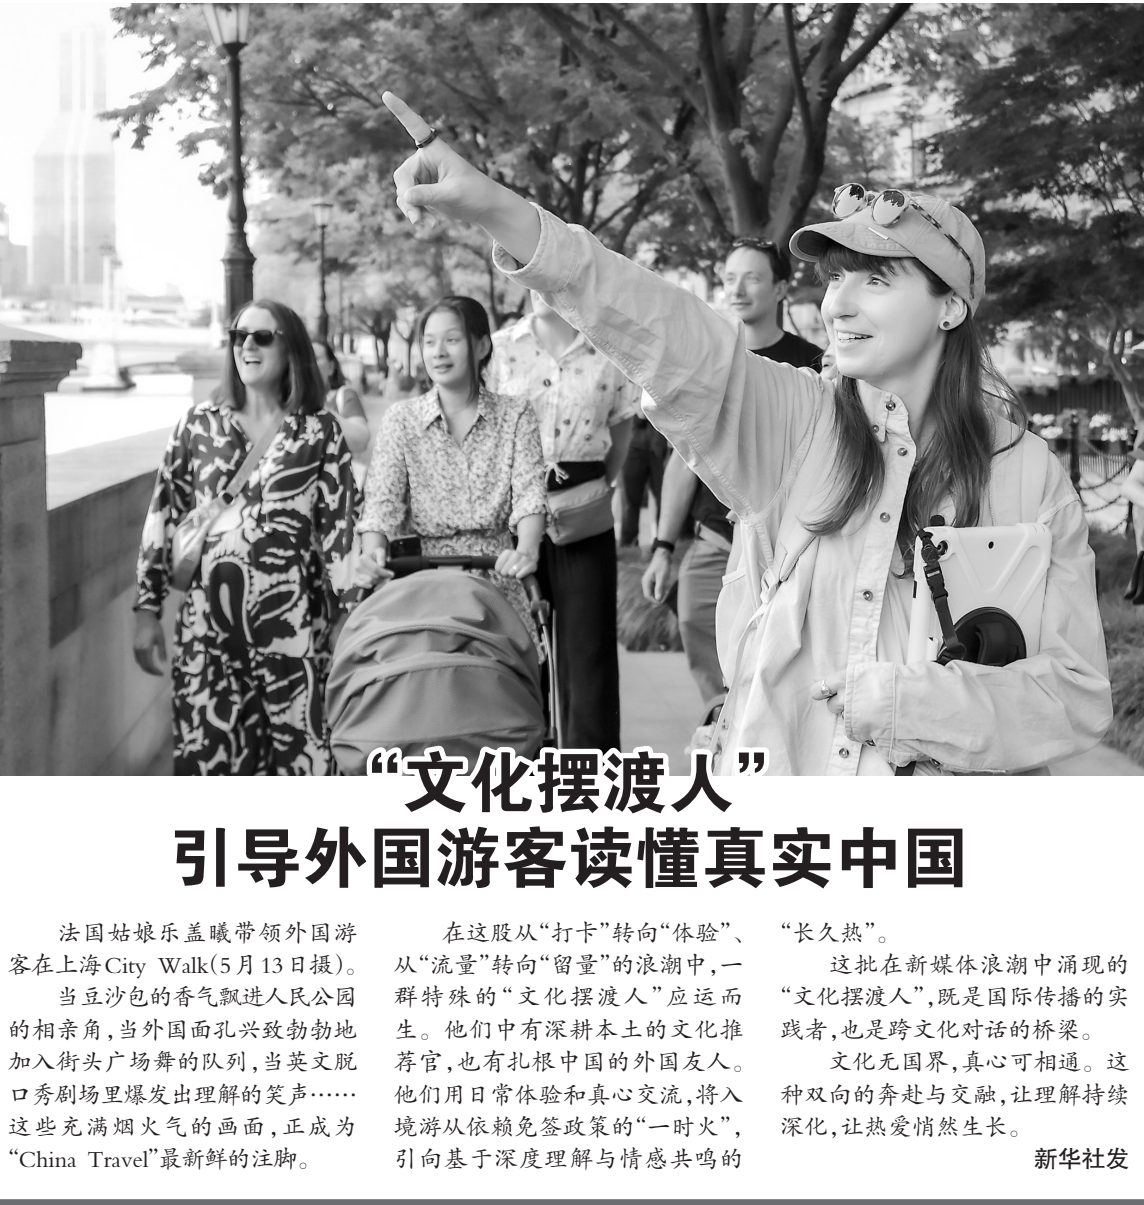 “文化摆渡人”
引导外国游客读懂真实中国
法国姑娘乐盖曦带领外国游
客在上海City Walk(5月13日摄)。
当豆沙包的香气飘进人民公园
的相亲角,当外国面孔兴致勃勃地
加入街头广场舞的队列,当英文脱
口秀剧场里爆发出理解的笑声……
这些充满烟火气的画面,正成为
“China Travel”最新鲜的注脚。
在这股从“打卡”转向“体验”、
从“流量”转向“留量”的浪潮中,一
群特殊的“文化摆渡人”应运而
生。他们中有深耕本土的文化推
荐官,也有扎根中国的外国友人。
他们用日常体验和真心交流,将入
境游从依赖免签政策的“一时火”,
引向基于深度理解与情感共鸣的
“长久热”。
这批在新媒体浪潮中涌现的
“文化摆渡人”,既是国际传播的实
践者,也是跨文化对话的桥梁。
文化无国界,真心可相通。这
种双向的奔赴与交融,让理解持续
深化,让热爱悄然生长。
新华社发